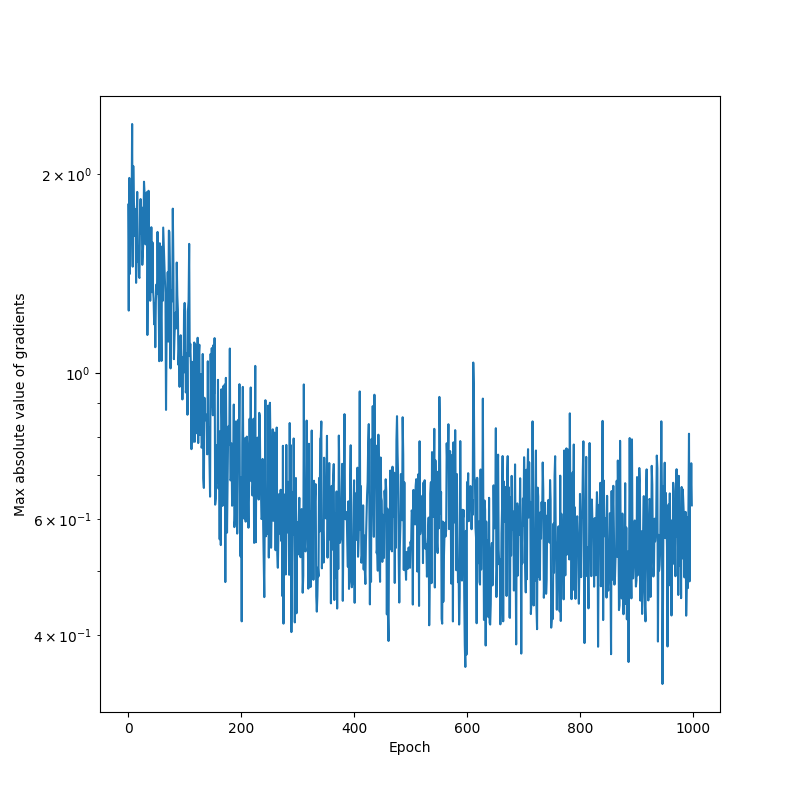 Max absolute value of gradients
2 × 10⁰
10⁰
6 × 10⁻¹
4 × 10⁻¹
0 200 400 600 800 1000
Epoch